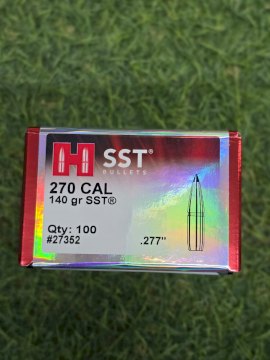 H SST®
BULLETS
270 CAL
140 gr SST®
Qty: 100
#27352
.277"